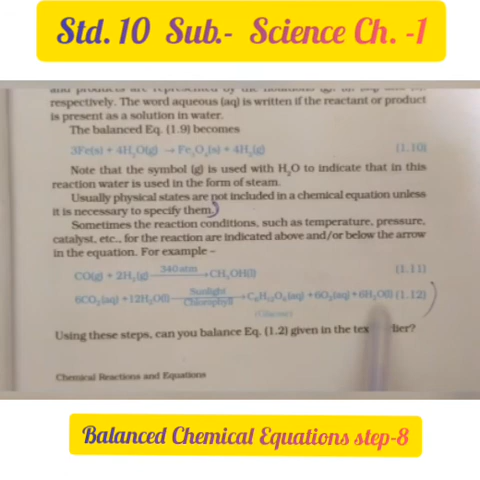 Std. 10 Sub.- Science Ch. -1
respectively. The word aqueous (aq) is written if the reactant or product
is present as a solution in water.
The balanced Eq. (1.9) becomes
3Fe(s) + 4H₂O(g) → Fe₃O₄(s) + 4H₂(g) (1.10)
Note that the symbol (g) is used with H₂O to indicate that in this
reaction water is used in the form of steam.
Usually physical states are not included in a chemical equation unless
it is necessary to specify them.
Sometimes the reaction conditions, such as temperature, pressure,
catalyst, etc., for the reaction are indicated above and/or below the arrow
in the equation. For example –
340 atm
CO(g) + 2H₂(g) → CH₃OH(l) (1.11)
Sunlight
6CO₂(aq) +12H₂O(l) → C₆H₁₂O₆(aq) +6O₂(aq) +6H₂O(l) (1.12)
Chlorophyll
(Glucose)
Using these steps, can you balance Eq. (1.2) given in the tex lier?
Chemical Reactions and Equations
Balanced Chemical Equations step-8